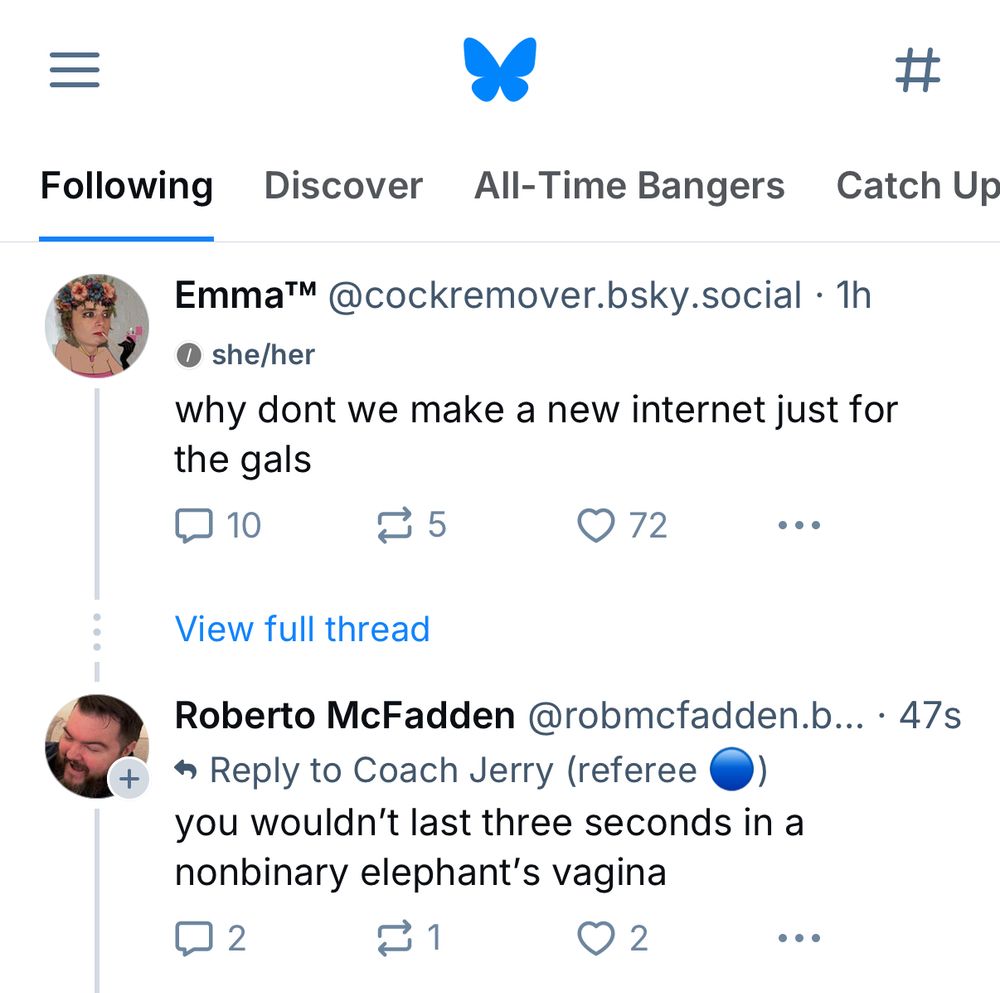 Following Discover All-Time Bangers Catch Up
Emma™ @cockremover.bsky.social · 1h
she/her
why dont we make a new internet just for
the gals
10 5 72
View full thread
Roberto McFadden @robmcfadden.b... · 47s
Reply to Coach Jerry (referee 🔵)
you wouldn’t last three seconds in a
nonbinary elephant’s vagina
2 1 2